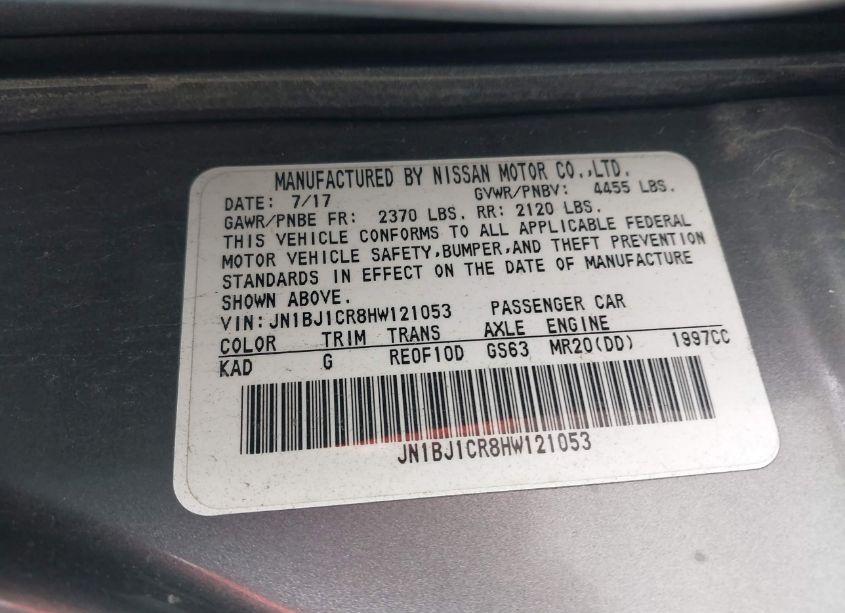 MANUFACTURED BY NISSAN MOTOR CO.,LTD.
DATE: 7/17 GVWR/PNBV: 4455 LBS.
GAWR/PNBE FR: 2370 LBS. RR: 2120 LBS.
THIS VEHICLE CONFORMS TO ALL APPLICABLE FEDERAL
MOTOR VEHICLE SAFETY,BUMPER,AND THEFT PREVENTION
STANDARDS IN EFFECT ON THE DATE OF MANUFACTURE
SHOWN ABOVE.
VIN:JN1BJ1CR8HW121053 PASSENGER CAR
COLOR TRIM TRANS AXLE ENGINE
KAD G RE0F10D GS63 MR20(DD) 1997CC
JN1BJ1CR8HW121053